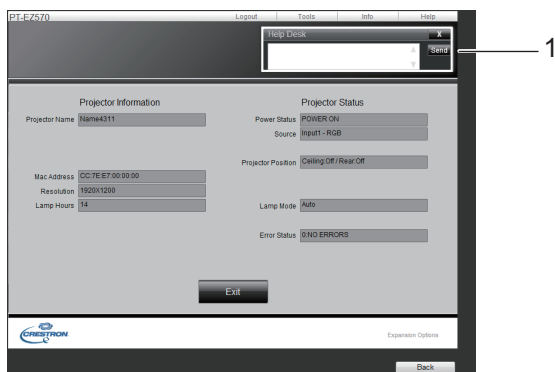 PT-EZ570 Logout Tools Info Help
Help Desk X
Send
1
Projector Information
Projector Name Name4311
Mac Address CC:7E:E7:00:00:00
Resolution 1920X1200
Lamp Hours 14
Projector Status
Power Status POWER ON
Source Input1 - RGB
Projector Position Ceiling:Off / Rear:Off
Lamp Mode Auto
Error Status 0:NO ERRORS
Exit
CRESTRON
Expansion Options
Back